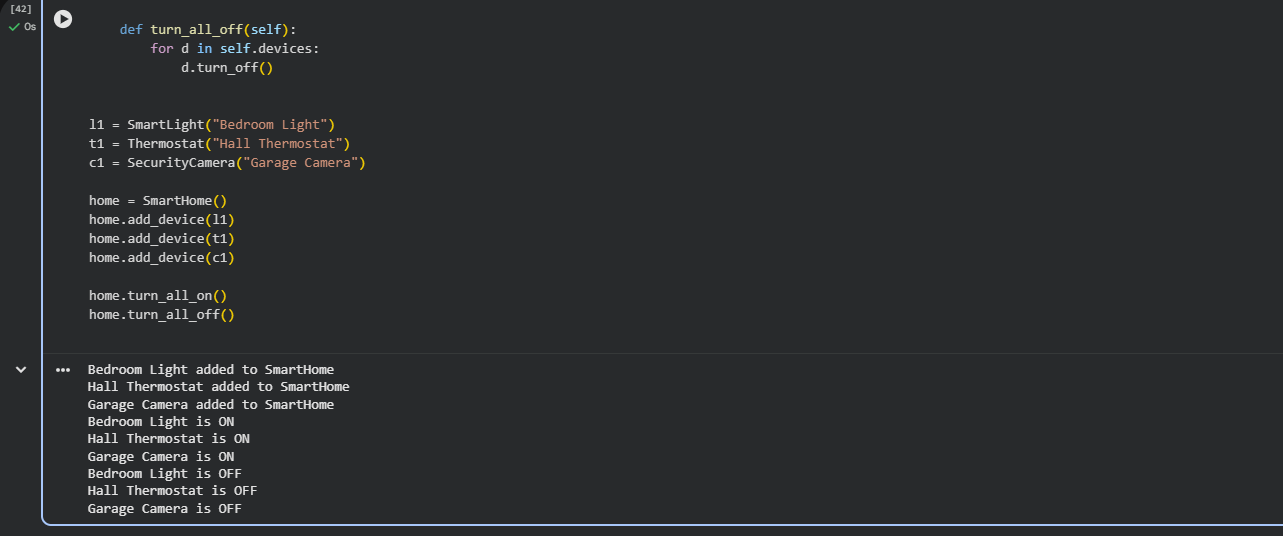 [42]
0s
def turn_all_off(self):
for d in self.devices:
d.turn_off()
l1 = SmartLight("Bedroom Light")
t1 = Thermostat("Hall Thermostat")
c1 = SecurityCamera("Garage Camera")
home = SmartHome()
home.add_device(l1)
home.add_device(t1)
home.add_device(c1)
home.turn_all_on()
home.turn_all_off()
Bedroom Light added to SmartHome
Hall Thermostat added to SmartHome
Garage Camera added to SmartHome
Bedroom Light is ON
Hall Thermostat is ON
Garage Camera is ON
Bedroom Light is OFF
Hall Thermostat is OFF
Garage Camera is OFF